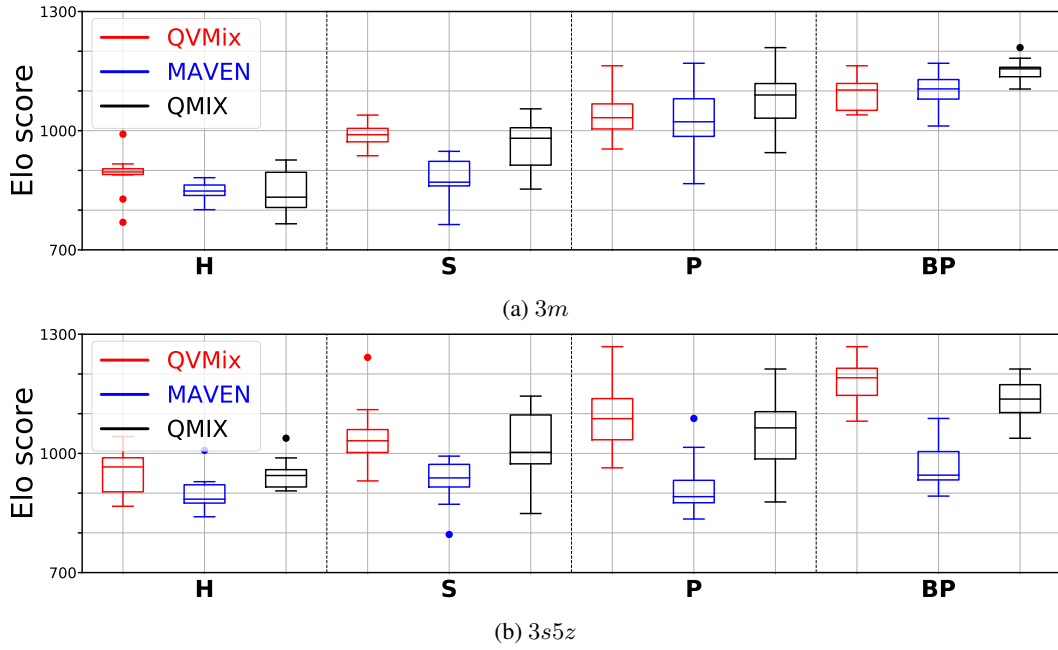 1300
1000
700
Elo score
QVMix
MAVEN
QMIX
H S P BP
(a) 3m
1300
1000
700
Elo score
QVMix
MAVEN
QMIX
H S P BP
(b) 3s5z